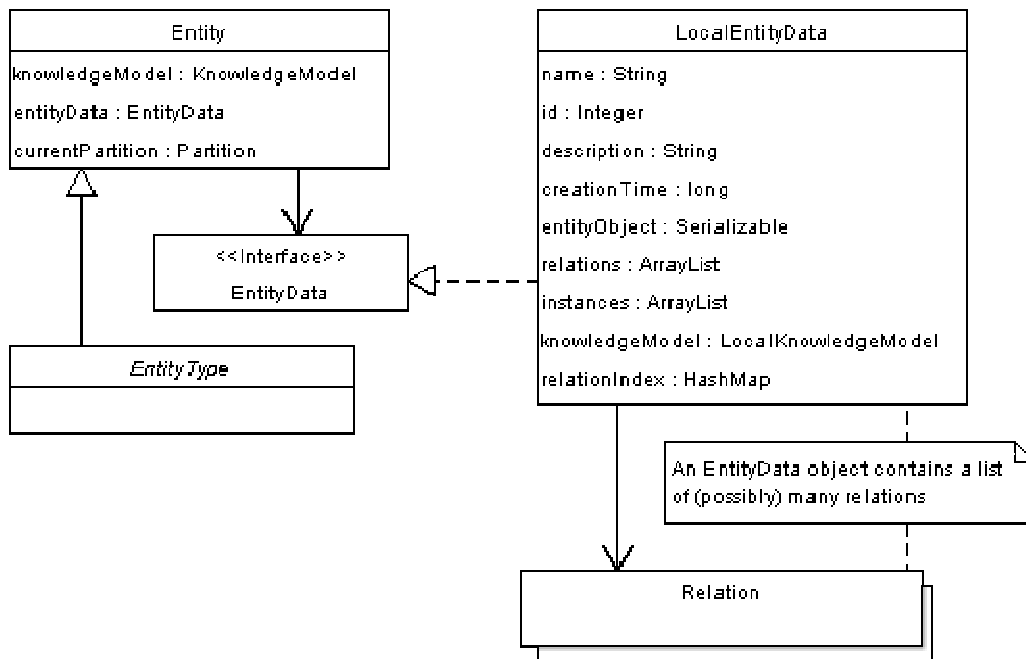 Entity
knowledgeModel : KnowledgeModel
entityData : EntityData
currentPartition : Partition
<<Interface>>
EntityData
EntityType
LocalEntityData
name : String
id : Integer
description : String
creationTime : long
entityObject : Serializable
relations : ArrayList
instances : ArrayList
knowledgeModel : LocalKnowledgeModel
relationIndex : HashMap
An EntityData object contains a list
of (possibly) many relations
Relation